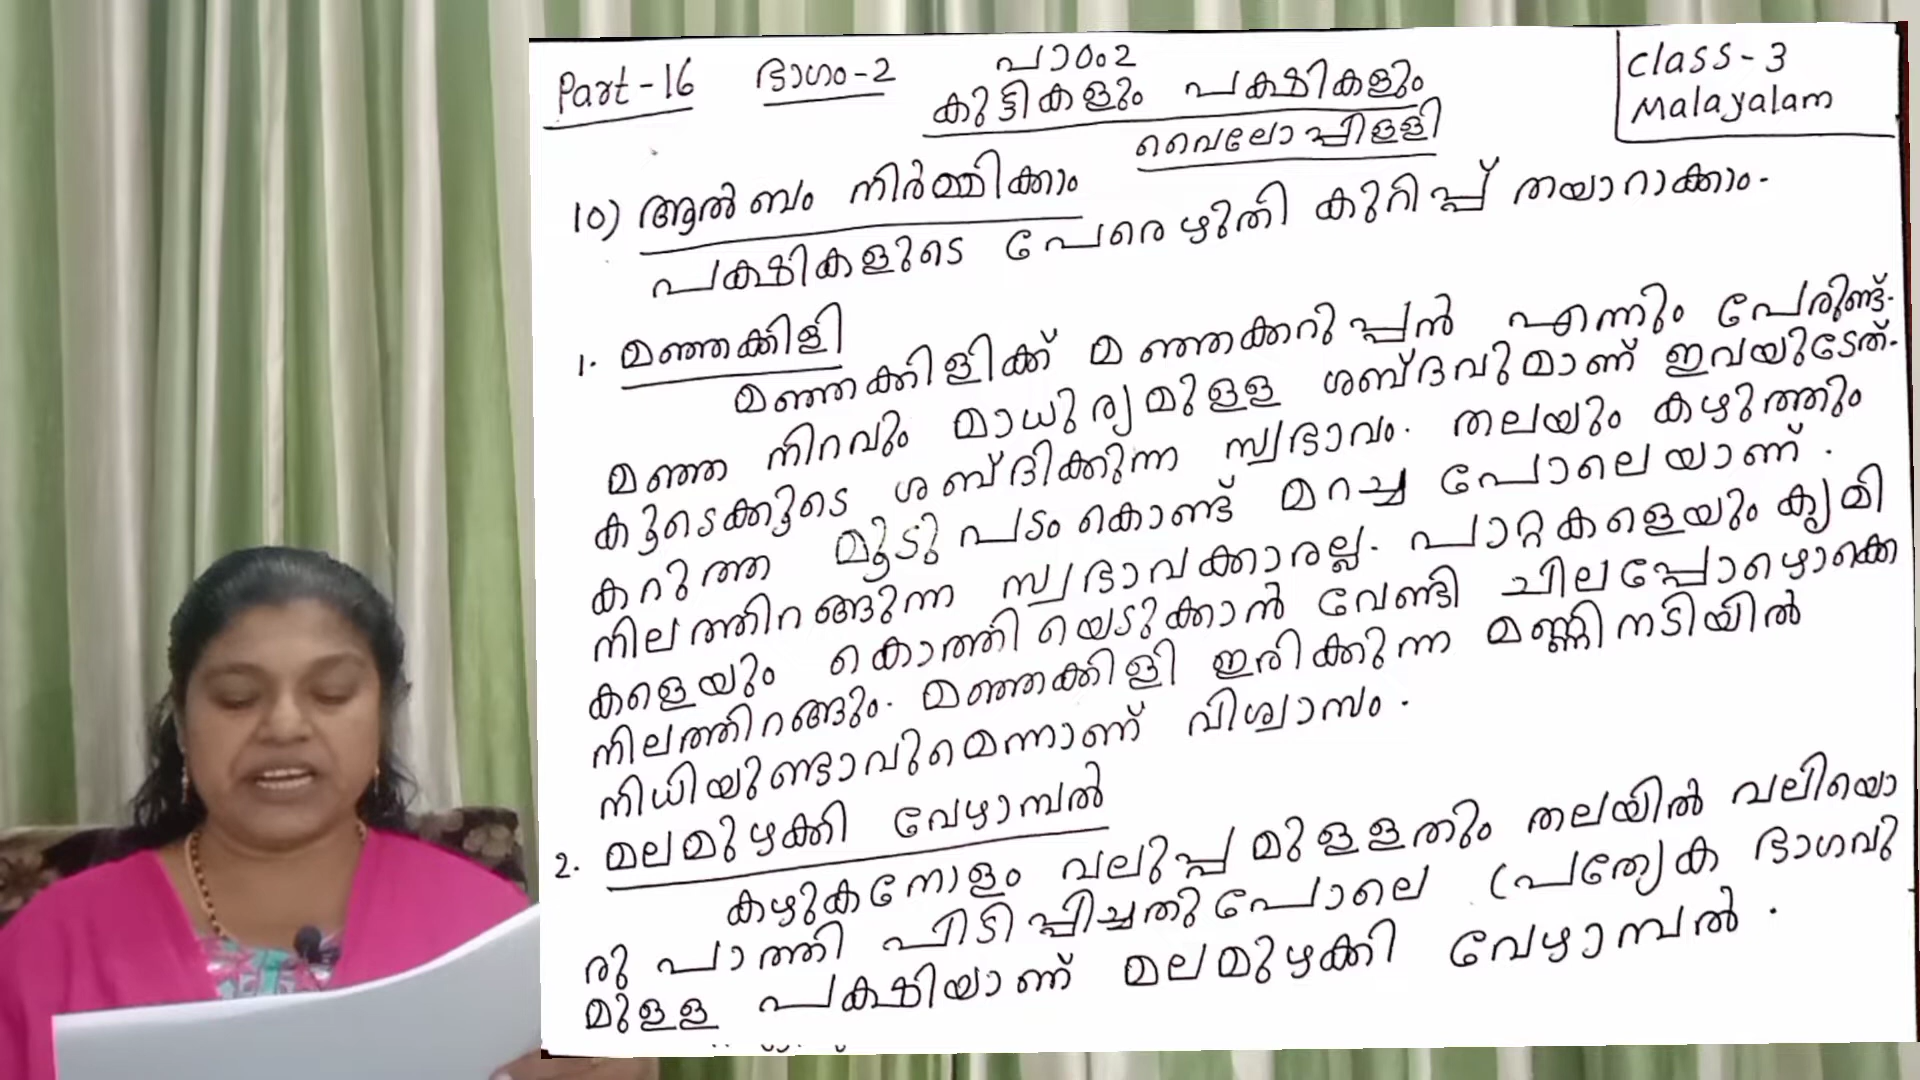 Part-16 ഭാഗം-2 പാഠം2 Class-3
കുട്ടികളും പക്ഷികളും Malayalam
വൈലോപ്പിള്ളി
10) ആൽബം നിർമ്മിക്കാം
പക്ഷികളുടെ പേരെഴുതി കുറിപ്പ് തയാറാക്കാം.
1. മഞ്ഞക്കിളി
മഞ്ഞക്കിളിക്ക് മഞ്ഞക്കറുപ്പൻ എന്നും പേരുണ്ട്.
മഞ്ഞ നിറവും മാധുര്യമുള്ള ശബ്ദവുമാണ് ഇവയുടേത്.
കൂടെക്കൂടെ ശബ്ദിക്കുന്ന സ്വഭാവം. തലയും കഴുത്തും
കറുത്ത മൂടുപടംകൊണ്ട് മറച്ച പോലെയാണ്.
നിലത്തിറങ്ങുന്ന സ്വഭാവക്കാരല്ല. പാറ്റകളെയും കൃമി
കളെയും കൊത്തിയെടുക്കാൻ വേണ്ടി ചിലപ്പോഴൊക്കെ
നിലത്തിറങ്ങും. മഞ്ഞക്കിളി ഇരിക്കുന്ന മണ്ണിനടിയിൽ
നിധിയുണ്ടാവുമെന്നാണ് വിശ്വാസം.
2. മലമുഴക്കി വേഴാമ്പൽ
കഴുകനോളം വലുപ്പമുള്ളതും തലയിൽ വലിയൊ
രു പാത്തി പിടിപ്പിച്ചതുപോലെ പ്രത്യേക ഭാഗവു
മുള്ള പക്ഷിയാണ് മലമുഴക്കി വേഴാമ്പൽ.